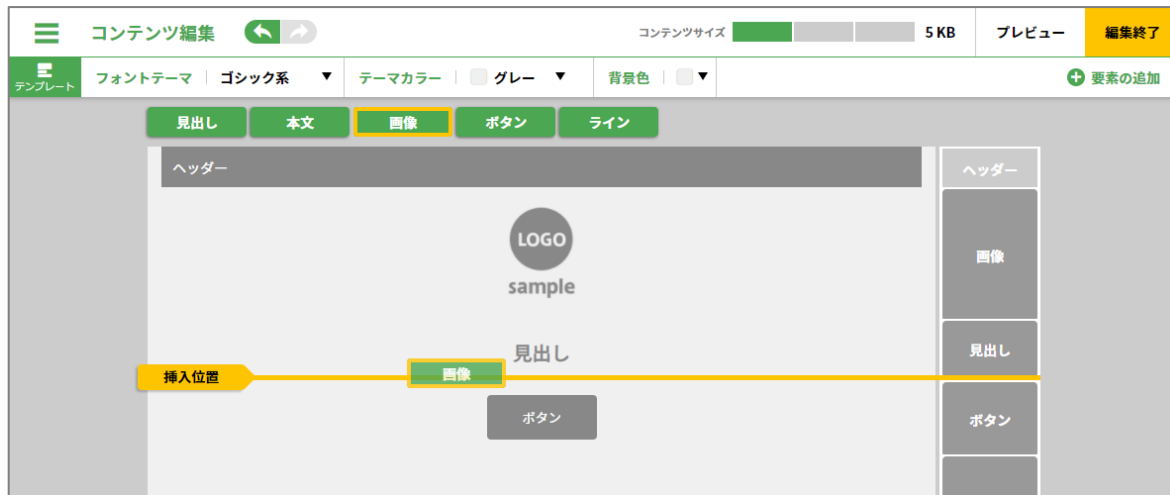 コンテンツ編集
コンテンツサイズ 5 KB プレビュー 編集終了
テンプレート フォントテーマ ゴシック系 ▼ テーマカラー グレー ▼ 背景色 ▼ 要素の追加
見出し 本文 画像 ボタン ライン
ヘッダー ヘッダー
LOGO
sample
画像
見出し 見出し
挿入位置 画像
ボタン ボタン